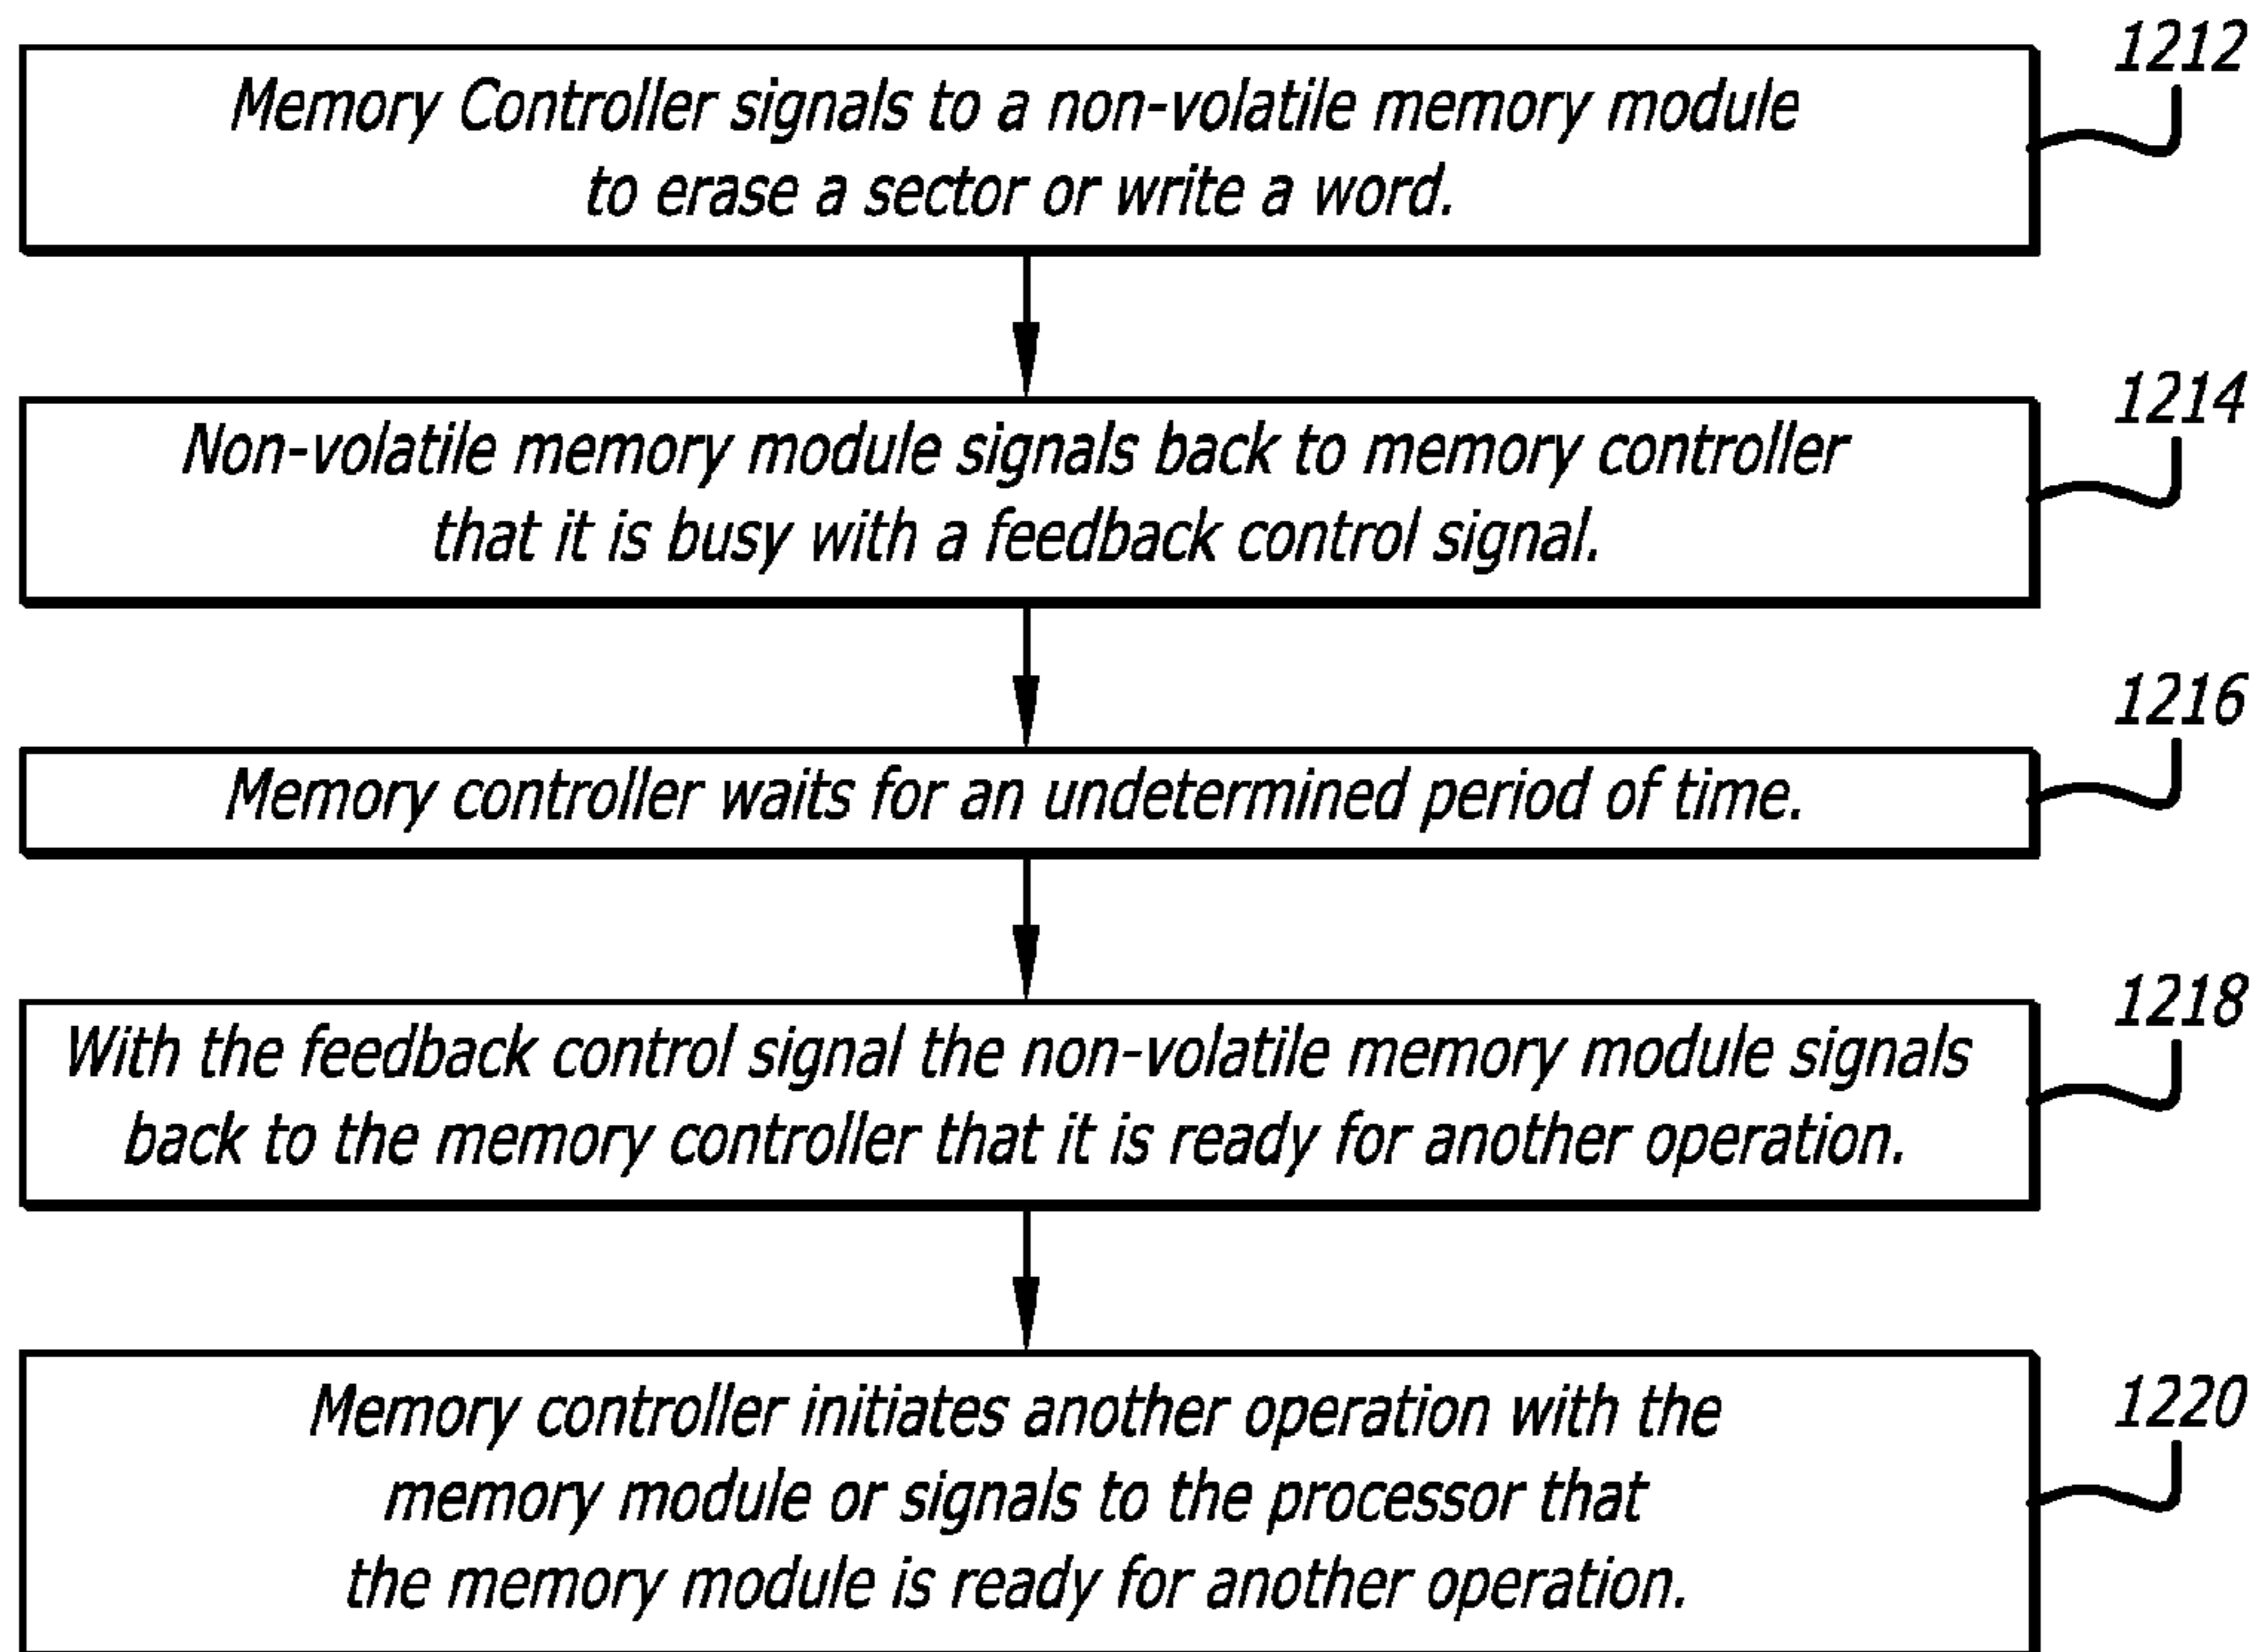 1212
Memory Controller signals to a non-volatile memory module
to erase a sector or write a word.
1214
Non-volatile memory module signals back to memory controller
that it is busy with a feedback control signal.
1216
Memory controller waits for an undetermined period of time.
1218
With the feedback control signal the non-volatile memory module signals
back to the memory controller that it is ready for another operation.
1220
Memory controller initiates another operation with the
memory module or signals to the processor that
the memory module is ready for another operation.